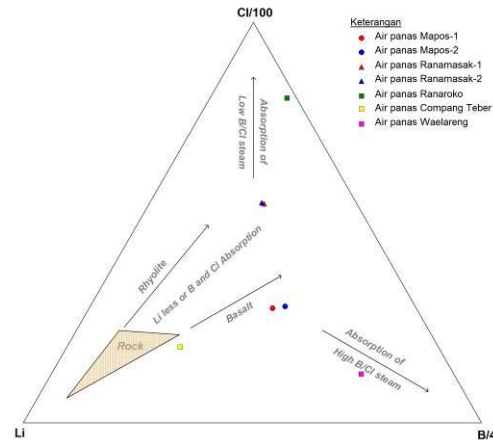 Cl/100
Keterangan
Air panas Mapos-1
Air panas Mapos-2
Air panas Ranamasak-1
Air panas Ranamasak-2
Air panas Ranaroko
Air panas Compang Teber
Air panas Waelareng
Absorption of
Low B/Cl steam
Rhyolite
Li less or B and Cl Absorption
Basalt
Rock
Absorption of
High B/Cl steam
Li
B/4